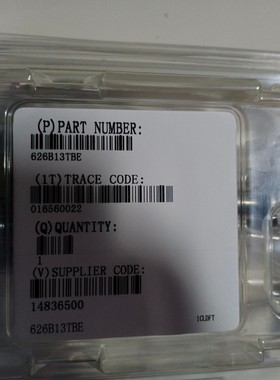 (P)PART NUMBER:
626B13TBE
(1T)TRACE CODE:
016560022
(Q)QUANTITY:
1
(V)SUPPLIER CODE:
14836500
626B13TBE
1CLDFT